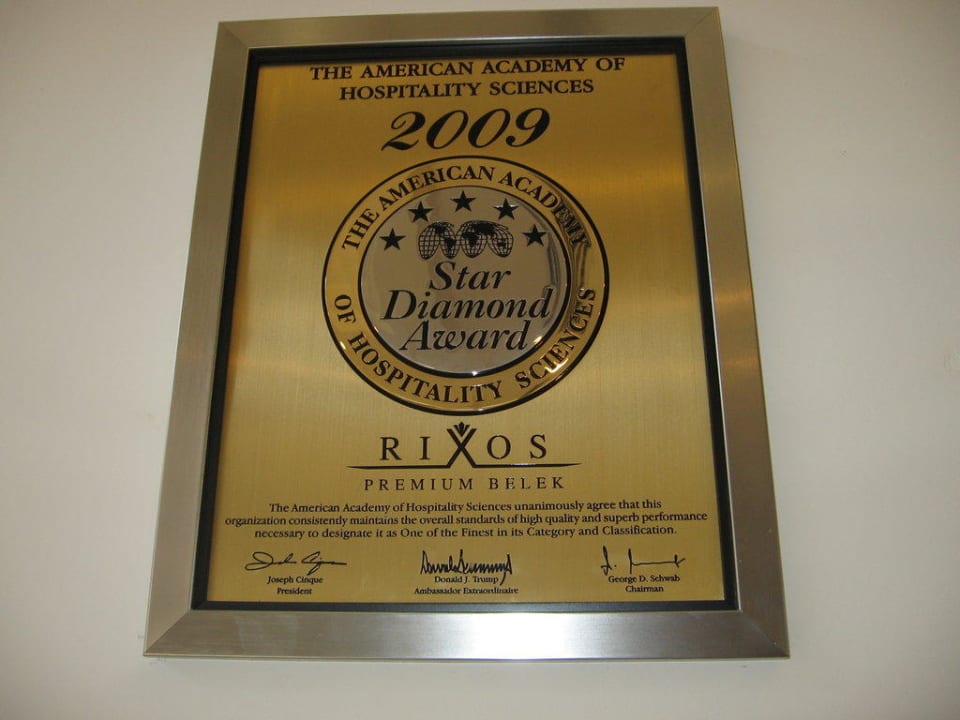 THE AMERICAN ACADEMY OF
HOSPITALITY SCIENCES
2009
THE AMERICAN ACADEMY
OF HOSPITALITY SCIENCES
Star
Diamond
Award
RIXOS
PREMIUM BELEK
The American Academy of Hospitality Sciences unanimously agree that this
organization consistently maintains the overall standards of high quality and superb performance
necessary to designate it as One of the Finest in its Category and Classification.
Joseph Cinque
President
Donald J. Trump
Ambassador Extraordinaire
George D. Schwab
Chairman